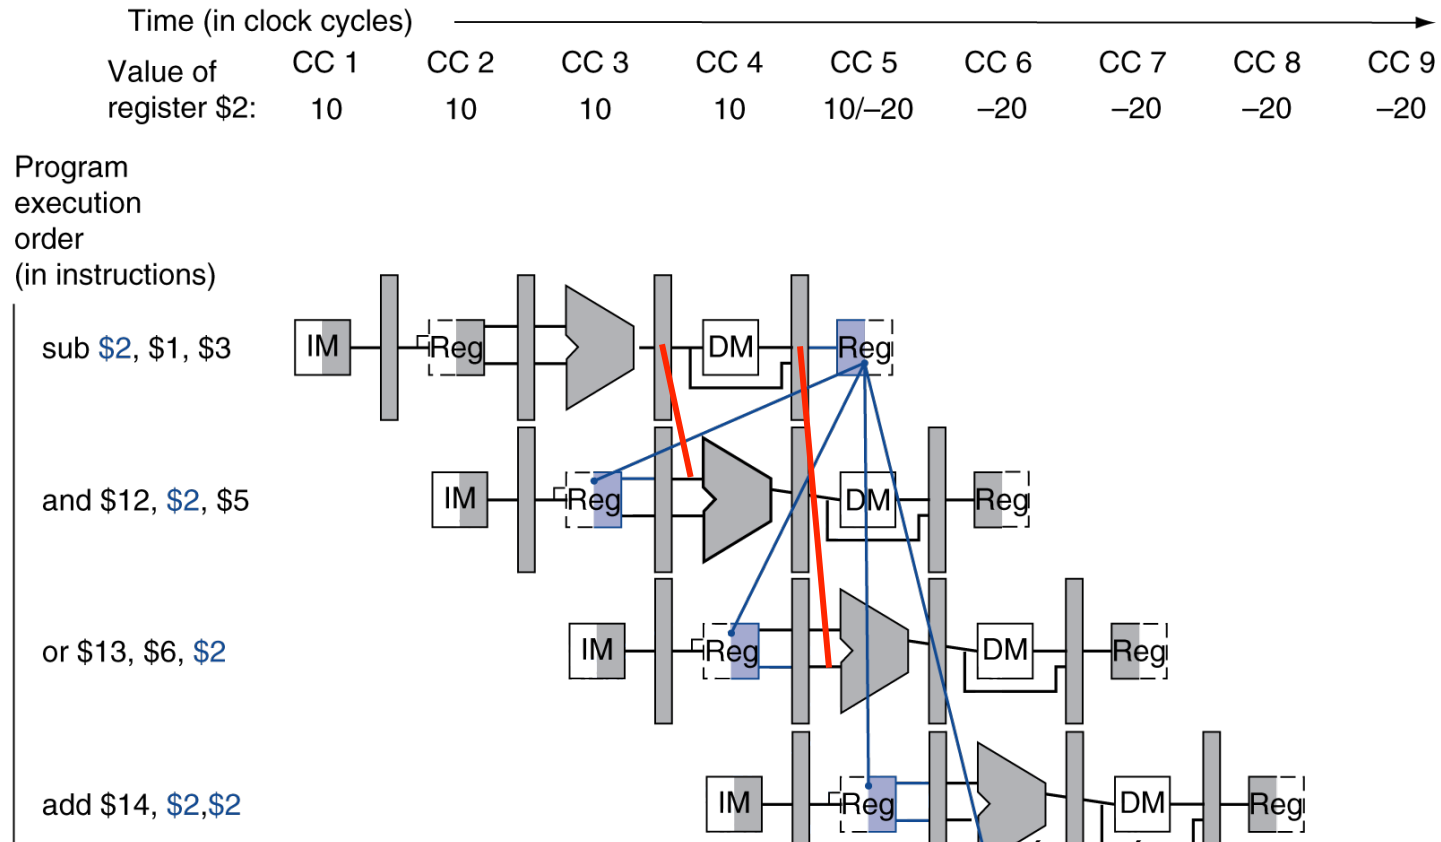 Time (in clock cycles)
Value of register $2:
CC 1 CC 2 CC 3 CC 4 CC 5 CC 6 CC 7 CC 8 CC 9
10 10 10 10 10/–20 –20 –20 –20 –20
Program
execution
order
(in instructions)
sub $2, $1, $3
IM Reg DM Reg
and $12, $2, $5
IM Reg DM Reg
or $13, $6, $2
IM Reg DM Reg
add $14, $2,$2
IM Reg DM Reg